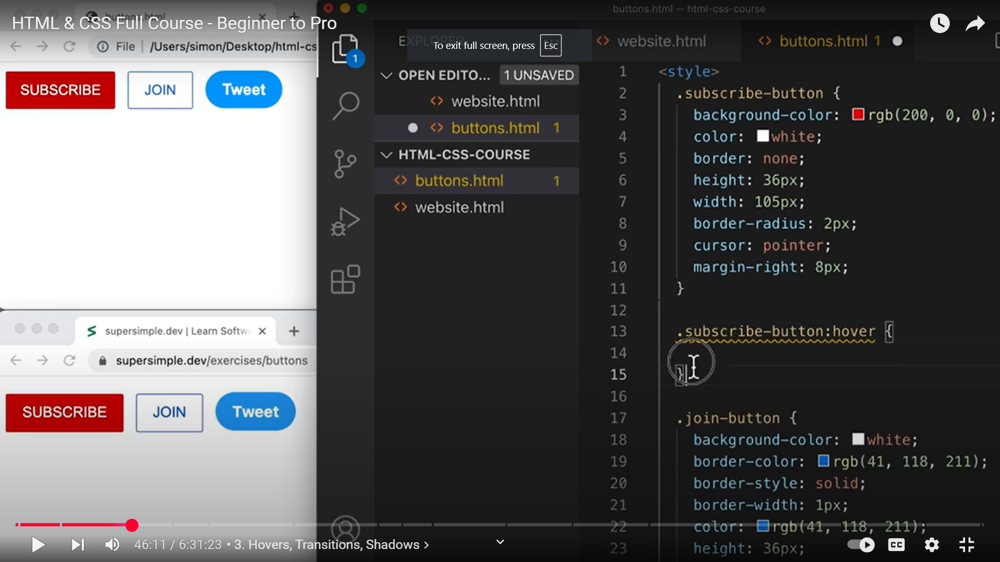 HTML & CSS Full Course - Beginner to Pro
buttons.html — html-css-course
File | /Users/simon/Desktop/html-cs
EXPLORER
To exit full screen, press Esc
website.html
buttons.html 1
1
OPEN EDITO...
1 UNSAVED
website.html
buttons.html 1
HTML-CSS-COURSE
buttons.html 1
website.html
SUBSCRIBE
JOIN
Tweet
supersimple.dev | Learn Softwa
supersimple.dev/exercises/buttons
SUBSCRIBE
JOIN
Tweet
1 <style>
2 .subscribe-button {
3 background-color: rgb(200, 0, 0);
4 color: white;
5 border: none;
6 height: 36px;
7 width: 105px;
8 border-radius: 2px;
9 cursor: pointer;
10 margin-right: 8px;
11 }
12
13 .subscribe-button:hover {
14
15 }
16
17 .join-button {
18 background-color: white;
19 border-color: rgb(41, 118, 211);
20 border-style: solid;
21 border-width: 1px;
22 color: rgb(41, 118, 211);
23 height: 36px;
46:11 / 6:31:23 • 3. Hovers, Transitions, Shadows
CC